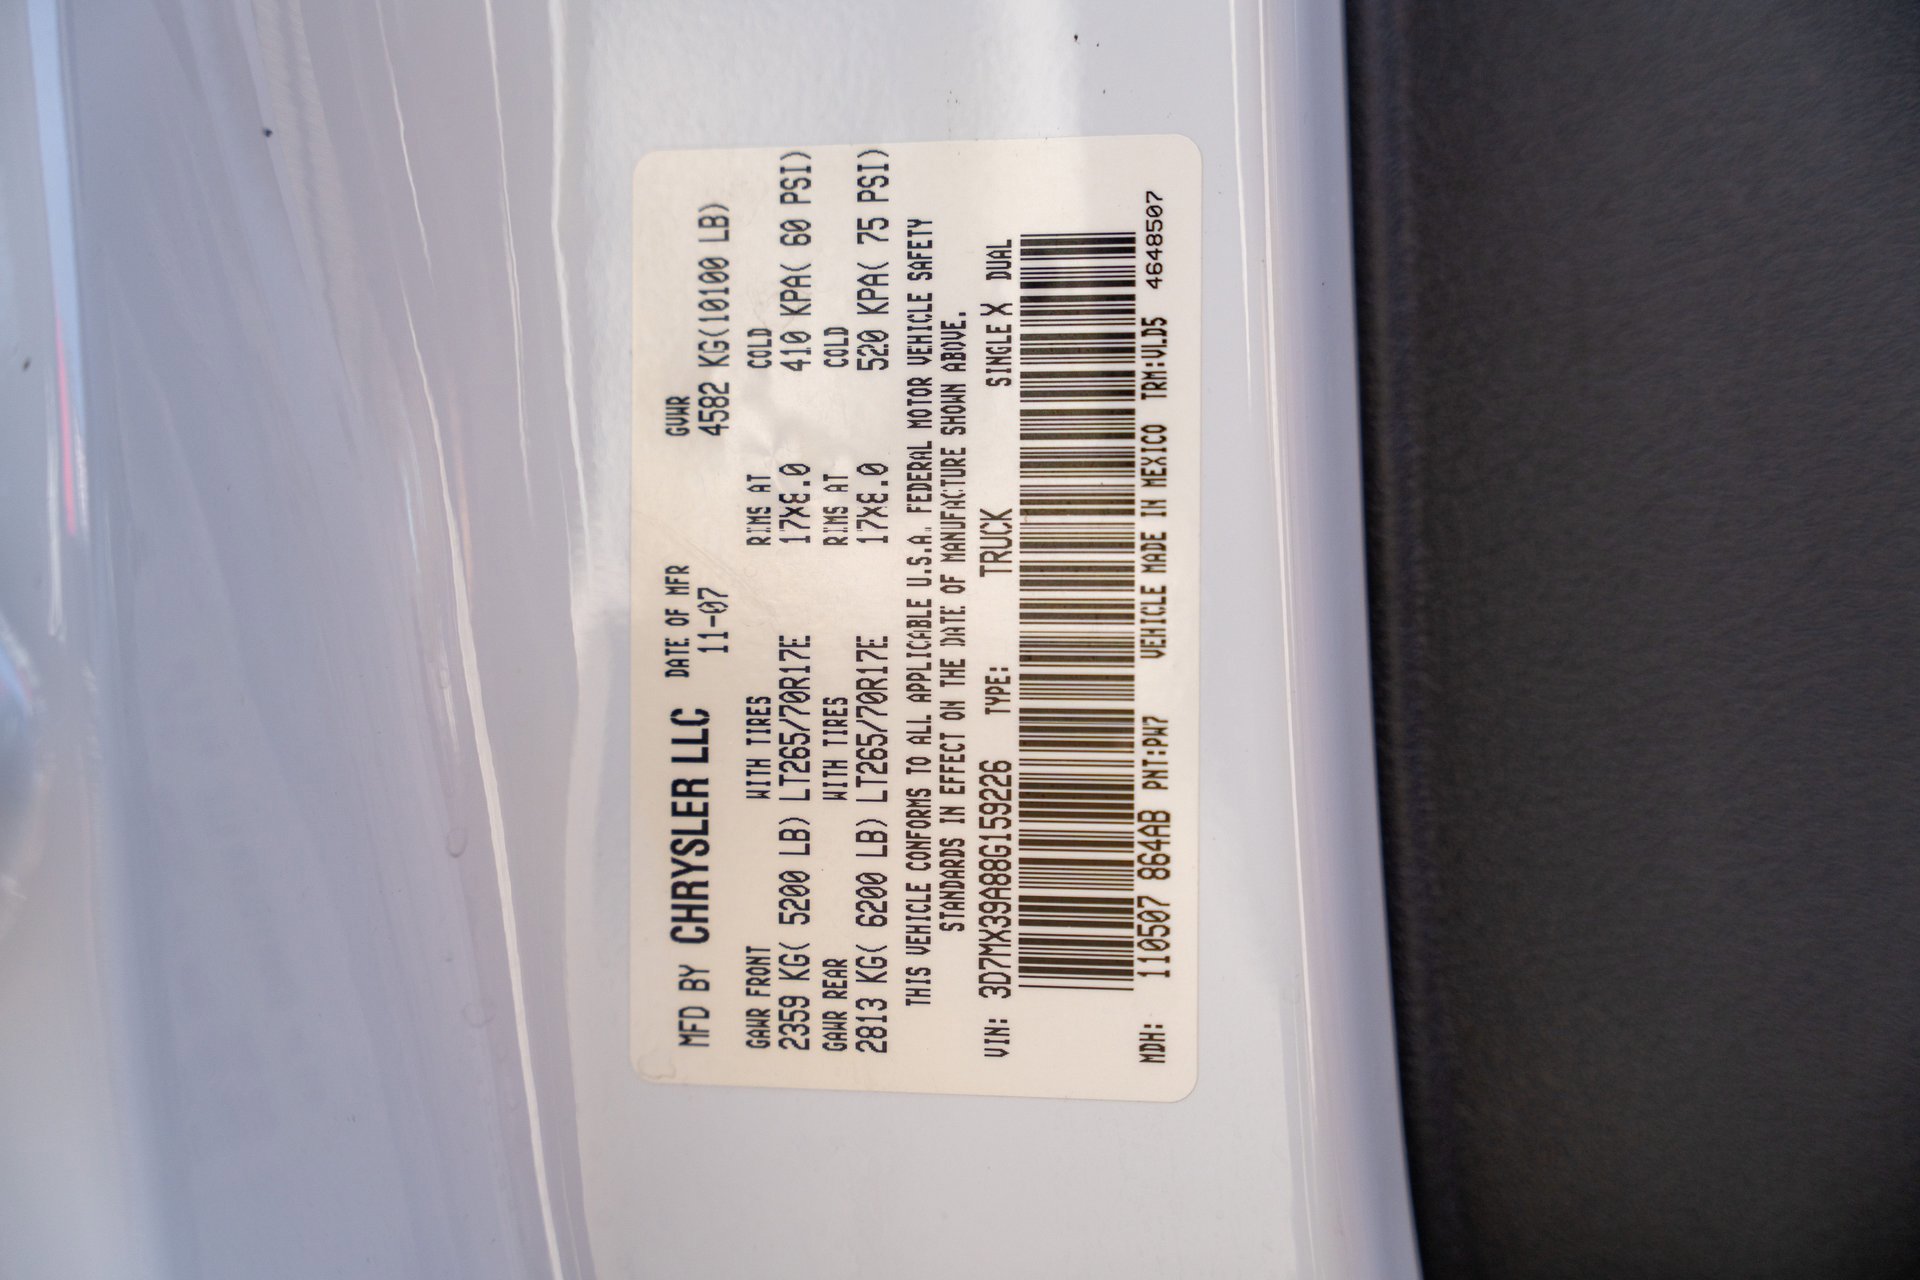 MFD BY CHRYSLER LLC DATE OF MFR GVWR
11-07 4582 KG(10100 LB)
GAWR FRONT WITH TIRES RIMS AT COLD
2359 KG( 5200 LB) LT265/70R17E 17X8.0 410 KPA( 60 PSI)
GAWR REAR WITH TIRES RIMS AT COLD
2813 KG( 6200 LB) LT265/70R17E 17X8.0 520 KPA( 75 PSI)
THIS VEHICLE CONFORMS TO ALL APPLICABLE U.S.A. FEDERAL MOTOR VEHICLE SAFETY
STANDARDS IN EFFECT ON THE DATE OF MANUFACTURE SHOWN ABOVE.
VIN: 3D7MX39A88G159226 TYPE: TRUCK SINGLE X DUAL
MDH: 110507 864AB PNT:PW7 VEHICLE MADE IN MEXICO TRM:VLD5 4648507